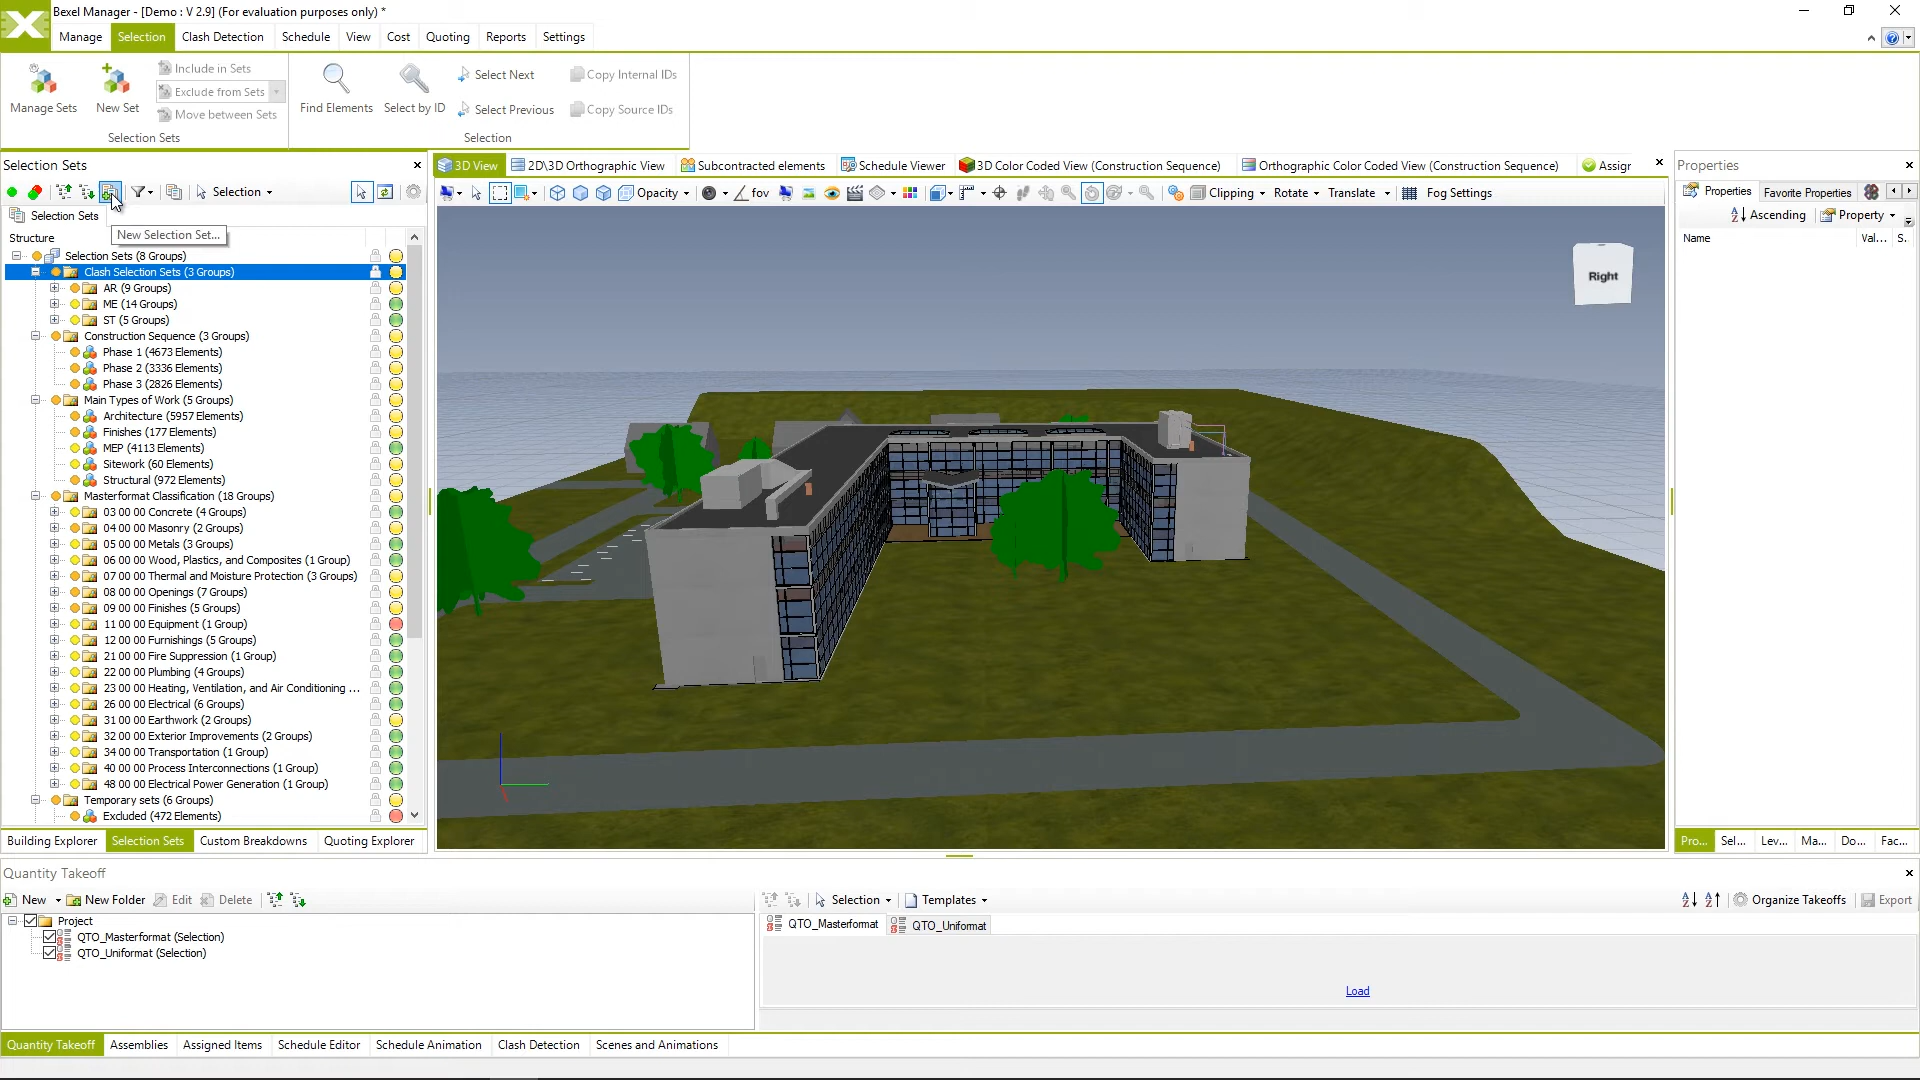 Bexel Manager - [Demo : V 2.9] (For evaluation purposes only) *
Manage Selection Clash Detection Schedule View Cost Quoting Reports Settings
Manage Sets
New Set
Include in Sets
Exclude from Sets
Move between Sets
Selection Sets
Find Elements
Select by ID
Select Next
Select Previous
Copy Internal IDs
Copy Source IDs
Selection
Selection Sets
Selection
Selection Sets
New Selection Set...
Structure
Selection Sets (8 Groups)
Clash Selection Sets (3 Groups)
AR (9 Groups)
ME (14 Groups)
ST (5 Groups)
Construction Sequence (3 Groups)
Phase 1 (4673 Elements)
Phase 2 (3336 Elements)
Phase 3 (2826 Elements)
Main Types of Work (5 Groups)
Architecture (5957 Elements)
Finishes (177 Elements)
MEP (4113 Elements)
Sitework (60 Elements)
Structural (972 Elements)
Masterformat Classification (18 Groups)
03 00 00 Concrete (4 Groups)
04 00 00 Masonry (2 Groups)
05 00 00 Metals (3 Groups)
06 00 00 Wood, Plastics, and Composites (1 Group)
07 00 00 Thermal and Moisture Protection (3 Groups)
08 00 00 Openings (7 Groups)
09 00 00 Finishes (5 Groups)
11 00 00 Equipment (1 Group)
12 00 00 Furnishings (5 Groups)
21 00 00 Fire Suppression (1 Group)
22 00 00 Plumbing (4 Groups)
23 00 00 Heating, Ventilation, and Air Conditioning ...
26 00 00 Electrical (6 Groups)
31 00 00 Earthwork (2 Groups)
32 00 00 Exterior Improvements (2 Groups)
34 00 00 Transportation (1 Group)
40 00 00 Process Interconnections (1 Group)
48 00 00 Electrical Power Generation (1 Group)
Temporary sets (6 Groups)
Excluded (472 Elements)
Building Explorer Selection Sets Custom Breakdowns Quoting Explorer
3D View 2D\3D Orthographic View Subcontracted elements Schedule Viewer 3D Color Coded View (Construction Sequence) Orthographic Color Coded View (Construction Sequence) Assigr
Opacity fov Clipping Rotate Translate Fog Settings
Right
Properties
Properties Favorite Properties
Ascending Property
Name Val... S.
Pro... Sel... Lev... Ma... Do... Fac...
Quantity Takeoff
New New Folder Edit Delete
Project
QTO_Masterformat (Selection)
QTO_Uniformat (Selection)
Selection Templates Organize Takeoffs Export
QTO_Masterformat QTO_Uniformat
Load
Quantity Takeoff Assemblies Assigned Items Schedule Editor Schedule Animation Clash Detection Scenes and Animations